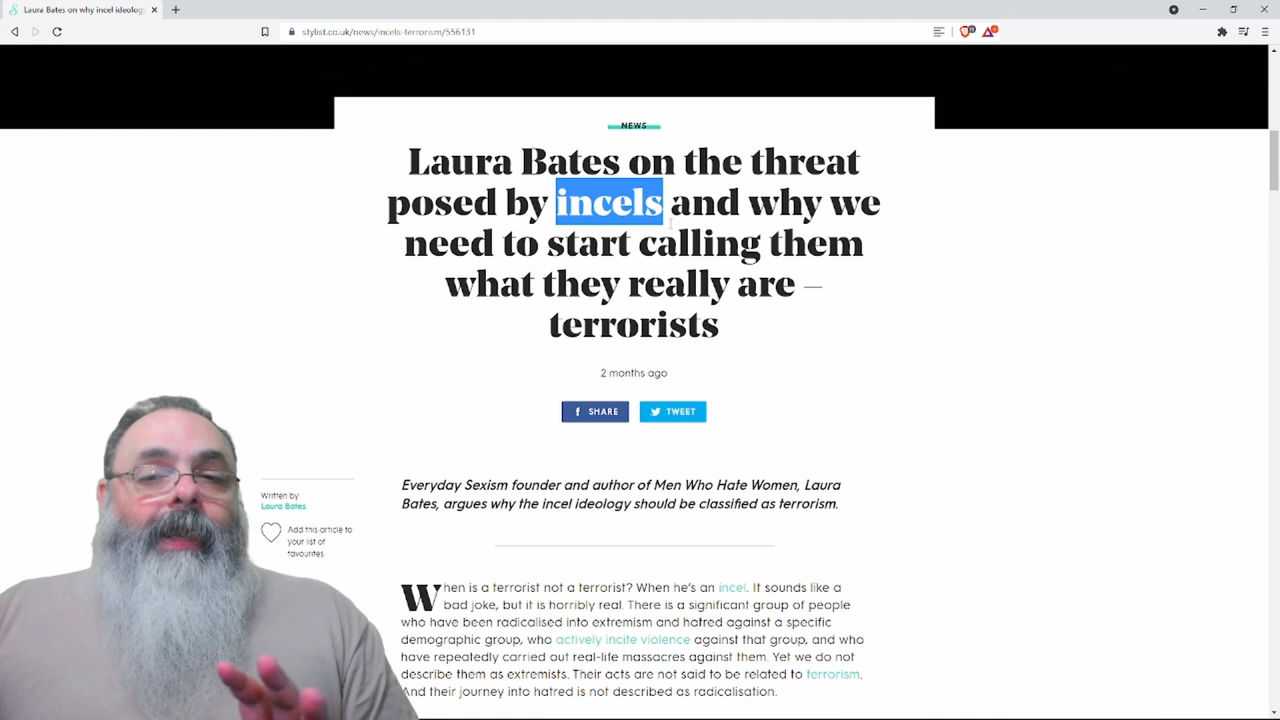 Laura Bates on why incel ideolog
stylist.co.uk/news/incels-terrorism/556131
NEWS
Laura Bates on the threat
posed by incels and why we
need to start calling them
what they really are –
terrorists
2 months ago
SHARE
TWEET
Everyday Sexism founder and author of Men Who Hate Women, Laura
Bates, argues why the incel ideology should be classified as terrorism.
Written by
Laura Bates
Add this article to
your list of
favourites
When is a terrorist not a terrorist? When he's an incel. It sounds like a
bad joke, but it is horribly real. There is a significant group of people
who have been radicalised into extremism and hatred against a specific
demographic group, who actively incite violence against that group, and who
have repeatedly carried out real-life massacres against them. Yet we do not
describe them as extremists. Their acts are not said to be related to terrorism.
And their journey into hatred is not described as radicalisation.